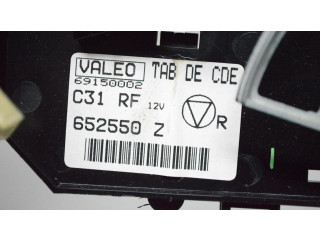 VALEO TAB DE CDE
69150002
C31 RF 12V
652550 Z R